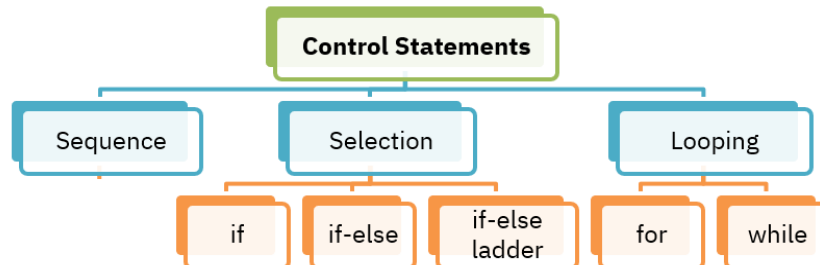 Control Statements
Sequence
Selection
Looping
if
if-else
if-else
ladder
for
while